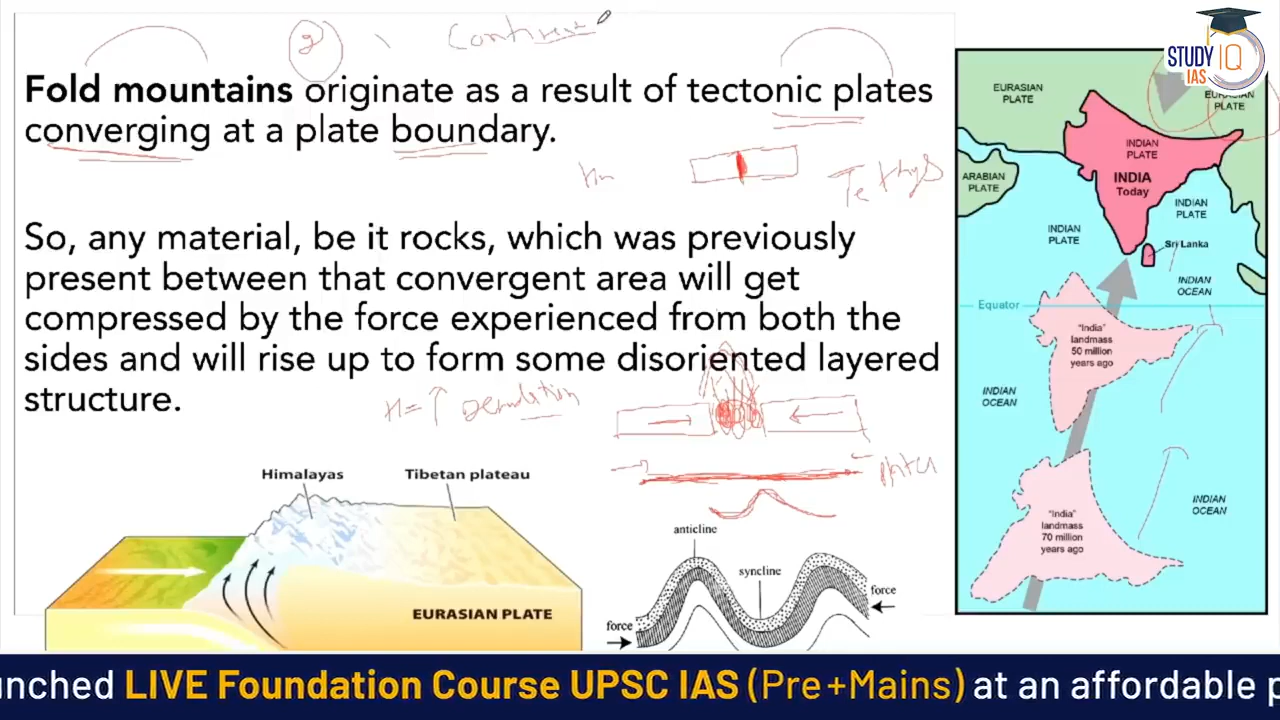 2
Fold mountains originate as a result of tectonic plates
converging at a plate boundary.
Tethys
So, any material, be it rocks, which was previously
present between that convergent area will get
compressed by the force experienced from both the
sides and will rise up to form some disoriented layered
structure.
plates
Himalayas
Tibetan plateau
EURASIAN PLATE
anticline
syncline
force
force
STUDY IQ
IAS
EURASIAN
PLATE
EURASIAN
PLATE
INDIAN
PLATE
ARABIAN
PLATE
INDIA
Today
INDIAN
PLATE
INDIAN
PLATE
Sri Lanka
INDIAN
OCEAN
Equator
"India"
landmass
50 million
years ago
INDIAN
OCEAN
"India"
landmass
70 million
years ago
INDIAN
OCEAN
unched LIVE Foundation Course UPSC IAS (Pre+Mains) at an affordable p